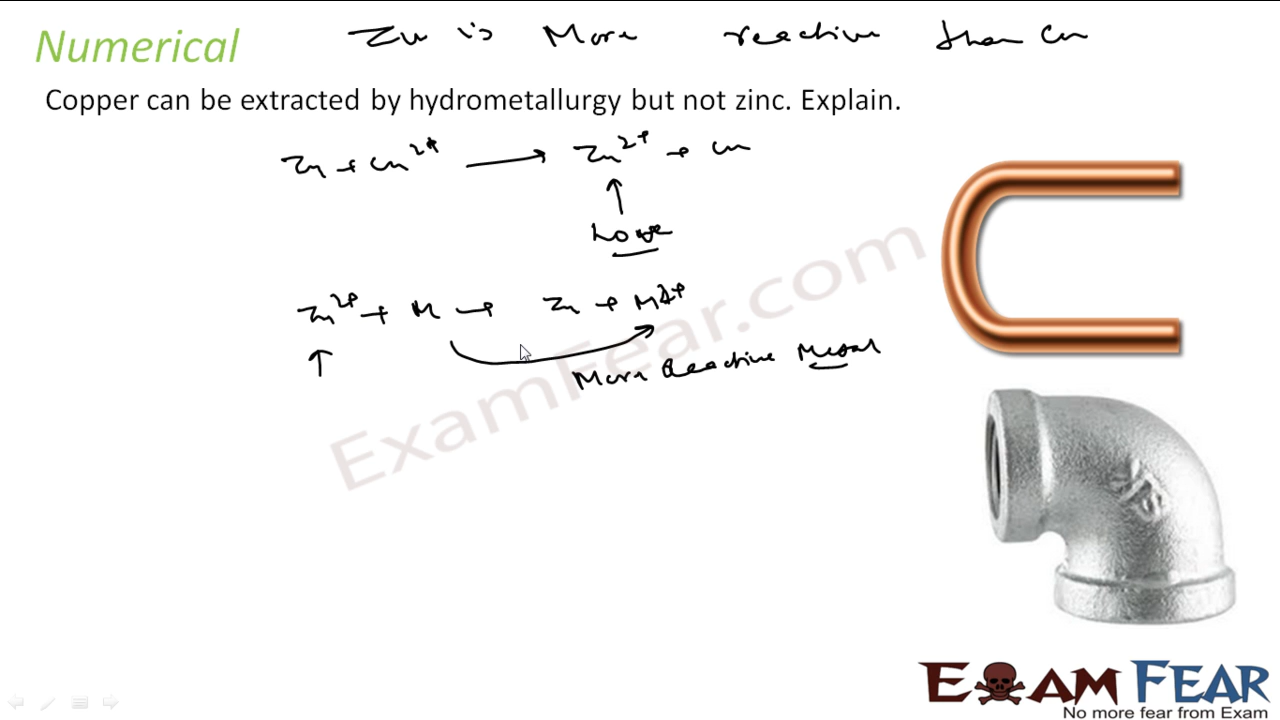 Numerical Zn is More reactive than Cu
Copper can be extracted by hydrometallurgy but not zinc. Explain.
Zn + Cu²⁺ → Zn²⁺ + Cu
↑
Zn²⁺ + M → Zn + M²⁺
↑
More Reactive Metal
ExamFear.com
EXAM FEAR
No more fear from Exam